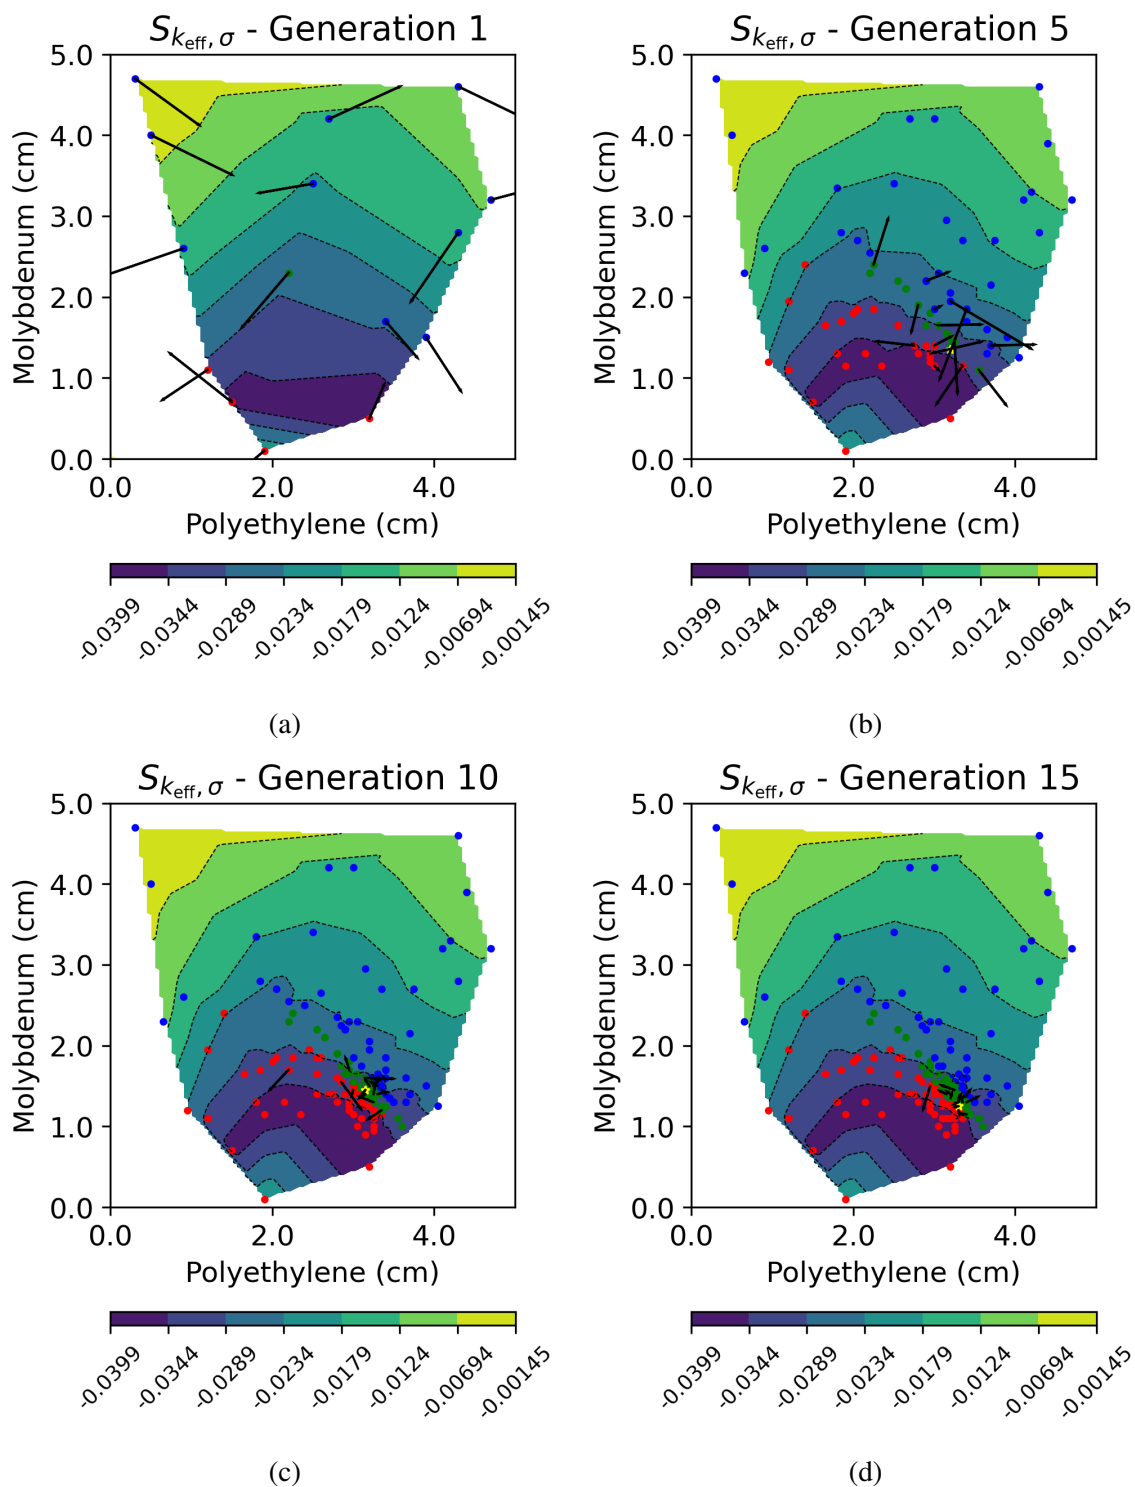 S_{k_eff, σ} - Generation 1
5.0
4.0
3.0
2.0
1.0
0.0
Molybdenum (cm)
0.0 2.0 4.0
Polyethylene (cm)
-0.0399 -0.0344 -0.0289 -0.0234 -0.0179 -0.0124 -0.00694 -0.00145
(a)
S_{k_eff, σ} - Generation 5
5.0
4.0
3.0
2.0
1.0
0.0
Molybdenum (cm)
0.0 2.0 4.0
Polyethylene (cm)
-0.0399 -0.0344 -0.0289 -0.0234 -0.0179 -0.0124 -0.00694 -0.00145
(b)
S_{k_eff, σ} - Generation 10
5.0
4.0
3.0
2.0
1.0
0.0
Molybdenum (cm)
0.0 2.0 4.0
Polyethylene (cm)
-0.0399 -0.0344 -0.0289 -0.0234 -0.0179 -0.0124 -0.00694 -0.00145
(c)
S_{k_eff, σ} - Generation 15
5.0
4.0
3.0
2.0
1.0
0.0
Molybdenum (cm)
0.0 2.0 4.0
Polyethylene (cm)
-0.0399 -0.0344 -0.0289 -0.0234 -0.0179 -0.0124 -0.00694 -0.00145
(d)